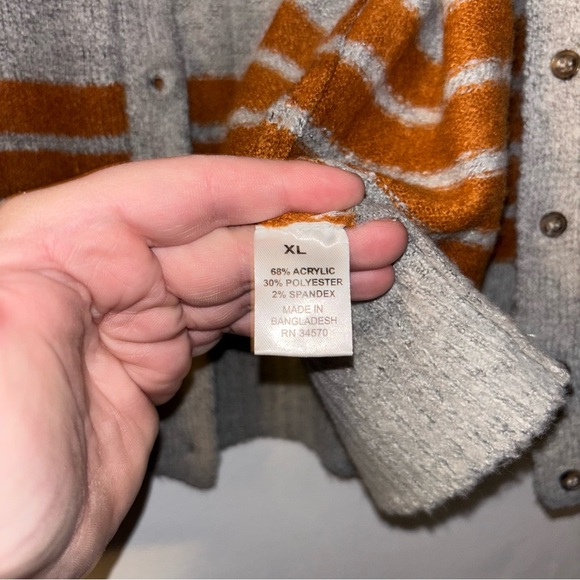 XL
68% ACRYLIC
30% POLYESTER
2% SPANDEX
MADE IN
BANGLADESH
RN 34570